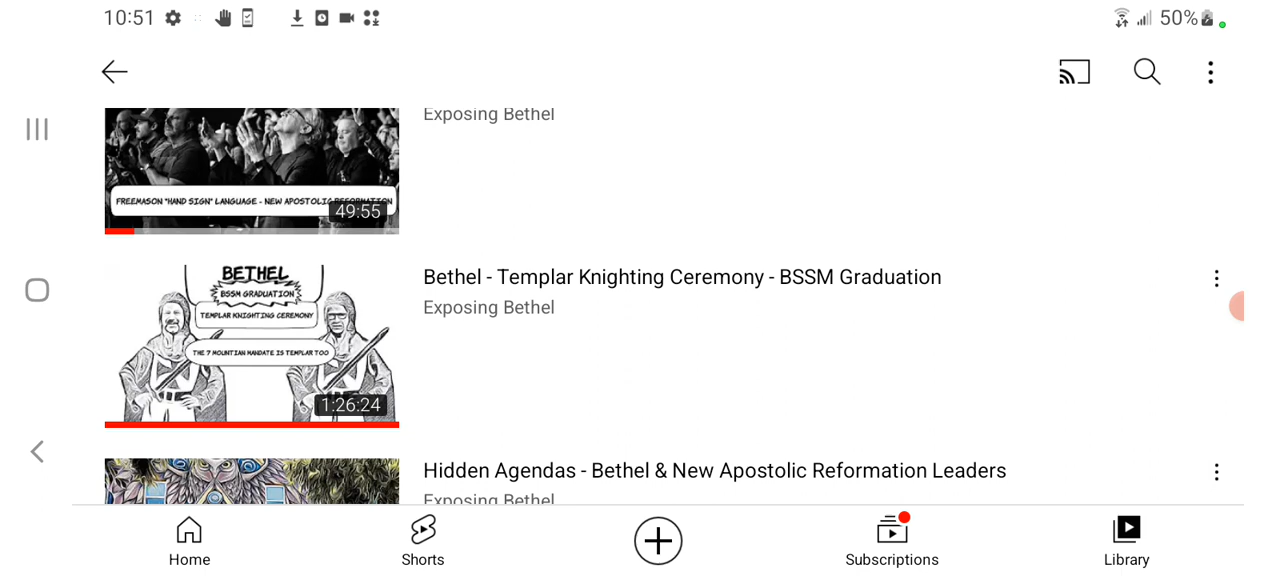 10:51
50%
Exposing Bethel
FREEMASON "HAND SIGN" LANGUAGE - NEW APOSTOLIC REFORMATION
49:55
BETHEL
BSSM GRADUATION
TEMPLAR KNIGHTING CEREMONY
THE 7 MOUNTIAN MANDATE IS TEMPLAR TOO
1:26:24
Bethel - Templar Knighting Ceremony - BSSM Graduation
Exposing Bethel
Hidden Agendas - Bethel & New Apostolic Reformation Leaders
Exposing Bethel
Home
Shorts
Subscriptions
Library